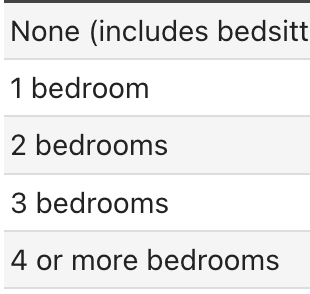 None (includes bedsitt
1 bedroom
2 bedrooms
3 bedrooms
4 or more bedrooms